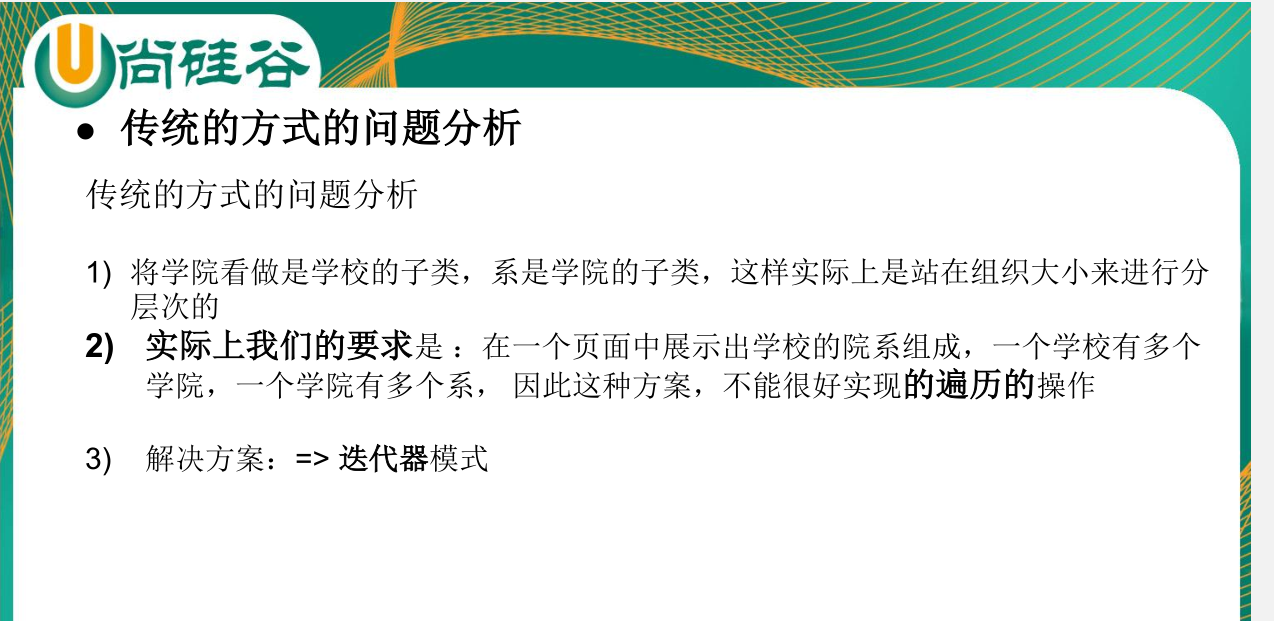 尚硅谷
● 传统的方式的问题分析
传统的方式的问题分析
1) 将学院看做是学校的子类，系是学院的子类，这样实际上是站在组织大小来进行分
层次的
2) 实际上我们的要求是 ：在一个页面中展示出学校的院系组成，一个学校有多个
学院，一个学院有多个系， 因此这种方案，不能很好实现的遍历的操作
3) 解决方案：=> 迭代器模式